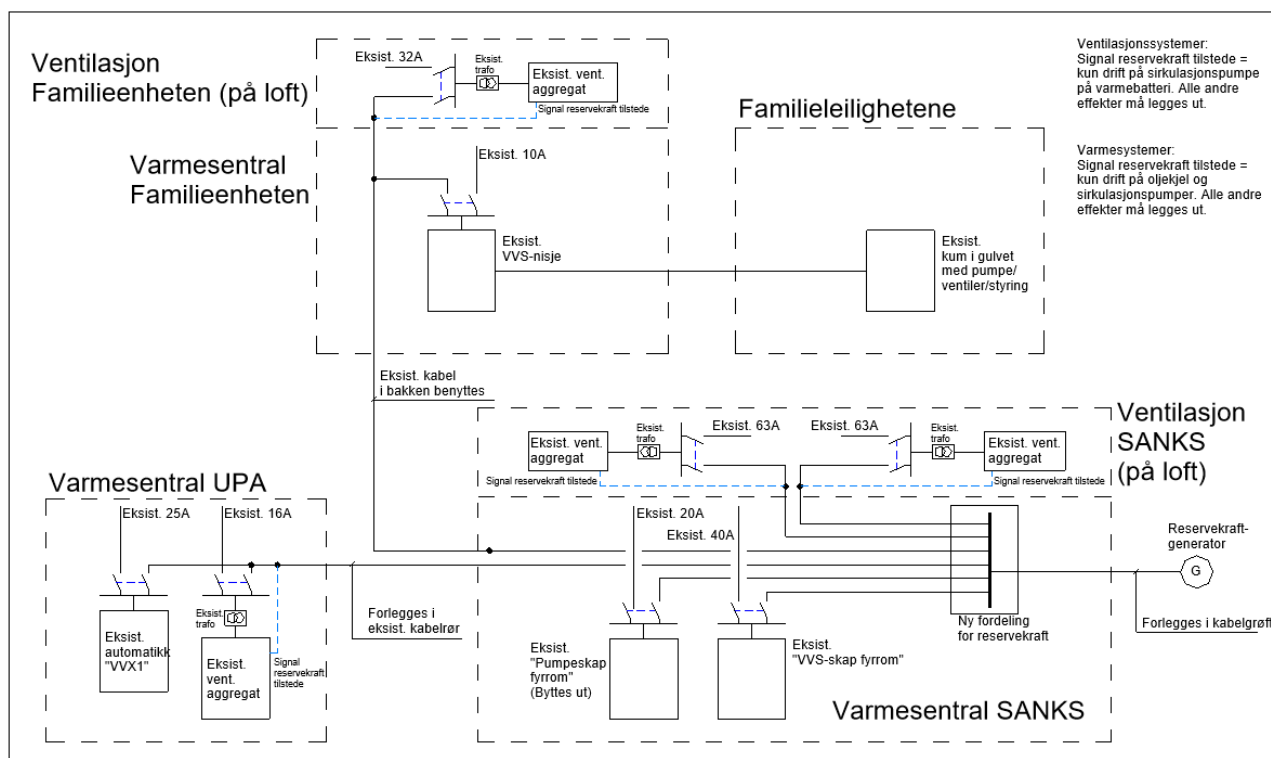 Ventilasjon
Familieenheten (på loft)
Eksist. 32A
Eksist.
trafo
Eksist. vent.
aggregat
Signal reservekraft tilstede
Ventilasjonssystemer:
Signal reservekraft tilstede =
kun drift på sirkulasjonspumpe
på varmebatteri. Alle andre
effekter må legges ut.
Varmesystemer:
Signal reservekraft tilstede =
kun drift på oljekjel og
sirkulasjonspumper. Alle andre
effekter må legges ut.
Varmesentral
Familieenheten
Eksist. 10A
Eksist.
VVS-nisje
Familieleilighetene
Eksist.
kum i gulvet
med pumpe/
ventiler/styring
Eksist. kabel
i bakken benyttes
Ventilasjon
SANKS
(på loft)
Eksist. vent.
aggregat
Signal reservekraft tilstede
Eksist.
trafo
Eksist. 63A
Eksist. 63A
Eksist.
trafo
Eksist. vent.
aggregat
Signal reservekraft tilstede
Varmesentral UPA
Eksist. 25A
Eksist. 16A
Eksist.
trafo
Eksist.
automatikk
"VVX1"
Eksist.
vent.
aggregat
Signal
reservekraft
tilstede
Forlegges i
eksist. kabelrør
Eksist. 20A
Eksist. 40A
Eksist.
"Pumpeskap
fyrrom"
(Byttes ut)
Eksist.
"VVS-skap fyrrom"
Ny fordeling
for reservekraft
Varmesentral SANKS
Reservekraft-
generator
G
Forlegges i kabelgrøft